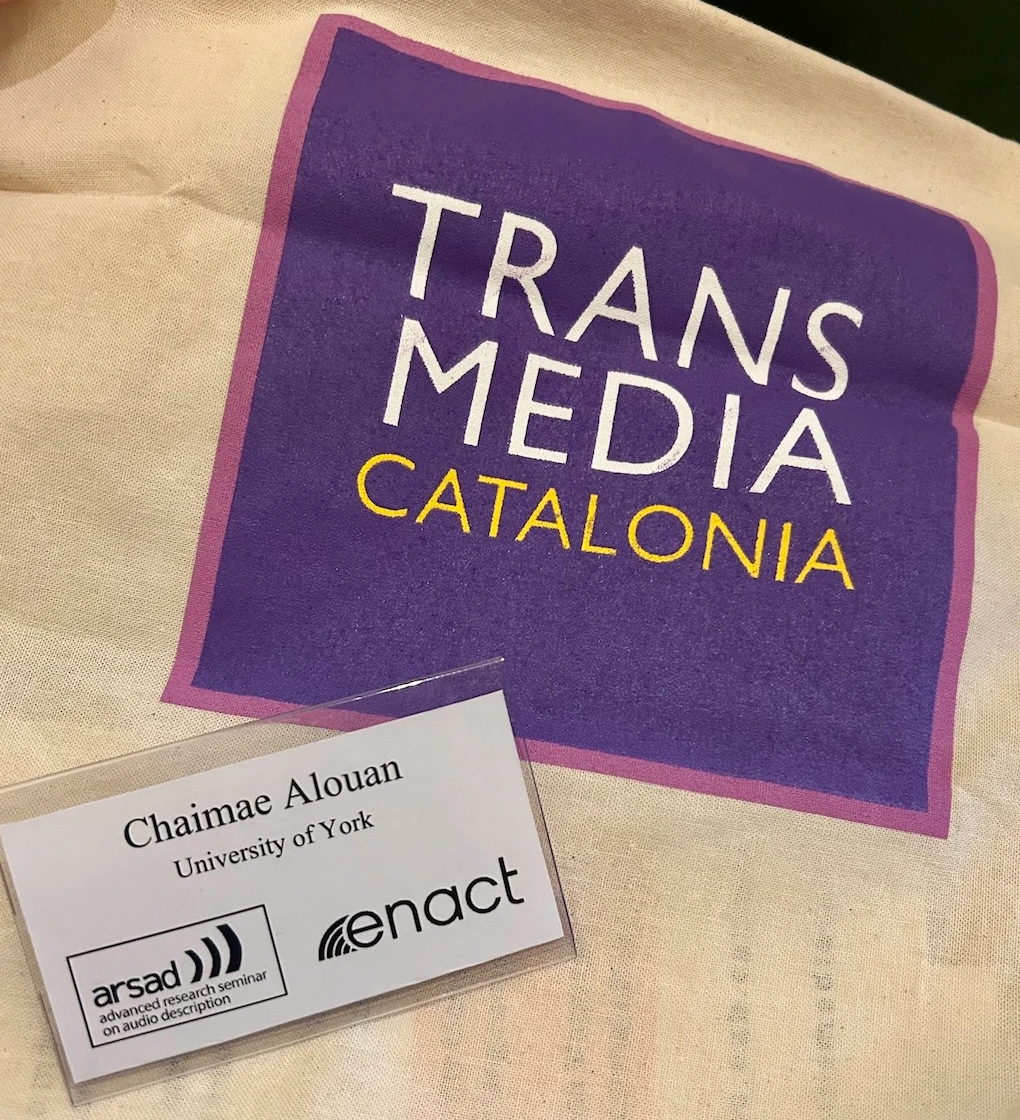 TRANS
MEDIA
CATALONIA
Chaimae Alouan
University of York
arsad
advanced research seminar
on audio description
enact